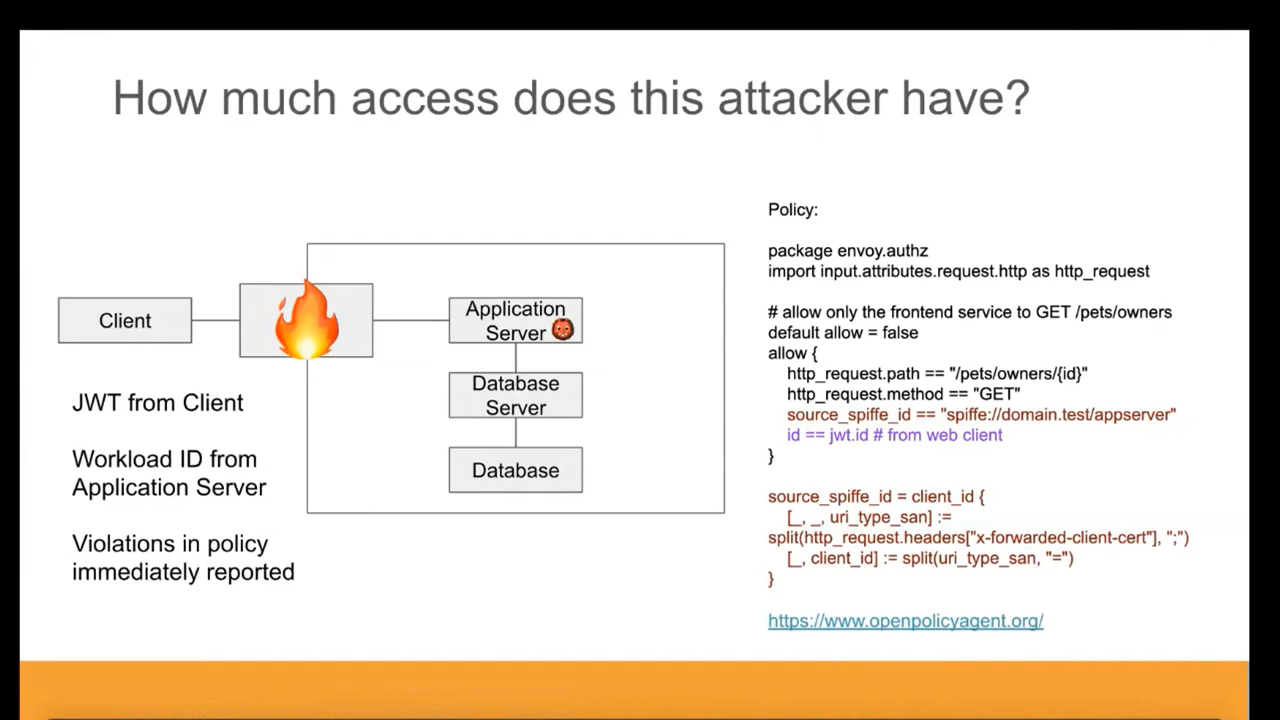 How much access does this attacker have?
Client
Application
Server
Database
Server
Database
JWT from Client
Workload ID from
Application Server
Violations in policy
immediately reported
Policy:
package envoy.authz
import input.attributes.request.http as http_request
# allow only the frontend service to GET /pets/owners
default allow = false
allow {
http_request.path == "/pets/owners/{id}"
http_request.method == "GET"
source_spiffe_id == "spiffe://domain.test/appserver"
id == jwt.id # from web client
}
source_spiffe_id = client_id {
[_, _, uri_type_san] :=
split(http_request.headers["x-forwarded-client-cert"], ";")
[_, client_id] := split(uri_type_san, "=")
}
https://www.openpolicyagent.org/